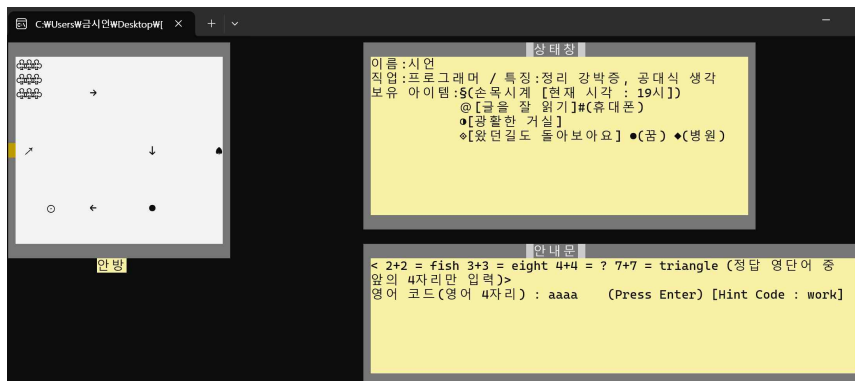 C:₩Users₩금시언₩Desktop₩[
상태창
이름:시언
직업:프로그래머 / 특징:정리 강박증, 공대식 생각
보유 아이템:§(손목시계 [현재 시각 : 19시])
@[글을 잘 읽기]#(휴대폰)
◑[광활한 거실]
◈[왔던길도 돌아보아요] ●(꿈) ◆(병원)
안방
안내문
< 2+2 = fish 3+3 = eight 4+4 = ? 7+7 = triangle (정답 영단어 중
앞의 4자리만 입력)>
영어 코드(영어 4자리) : aaaa (Press Enter) [Hint Code : work]